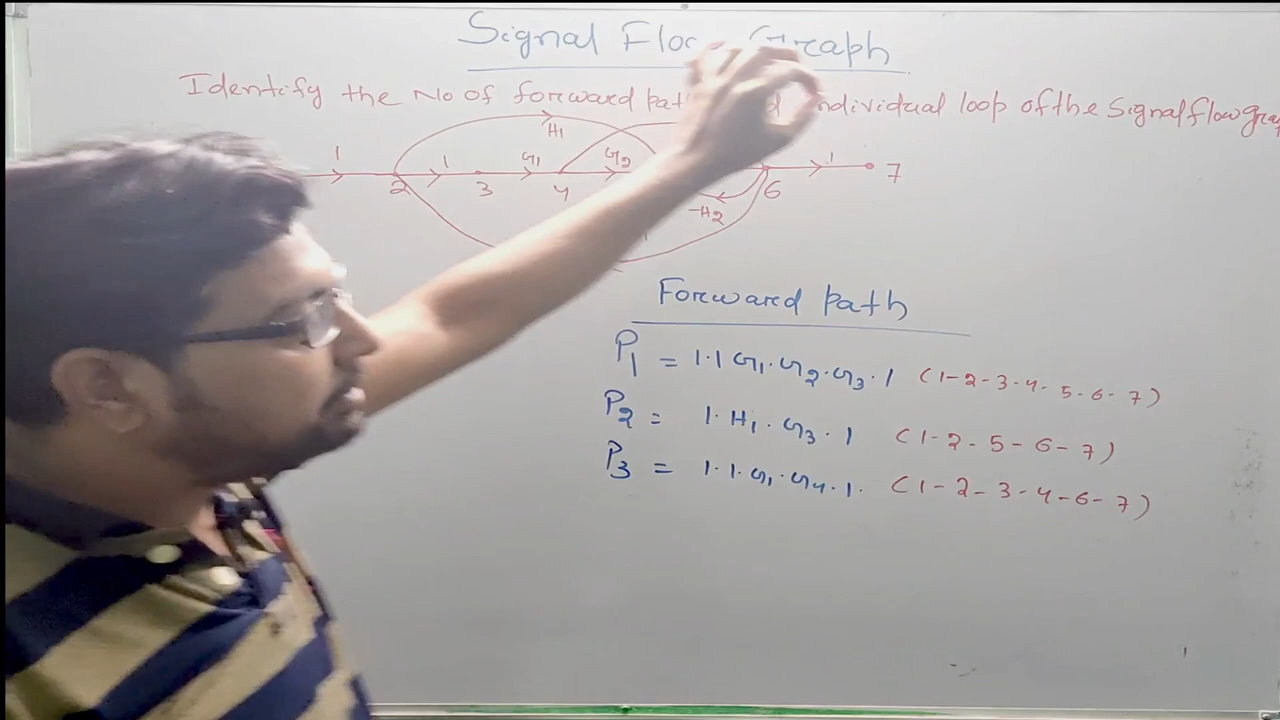 Signal Flow Graph
Identify the No of forward individual loop of the Signal flow
H1
1 1 G1 G2 1
2 3 4 6 7
-H2
Forward Path
P1 = 1·1 G1·G2·G3·1 (1-2-3-4-5-6-7)
P2 = 1·H1·G3·1 (1-2-5-6-7)
P3 = 1·1·G1·G4·1· (1-2-3-4-6-7)